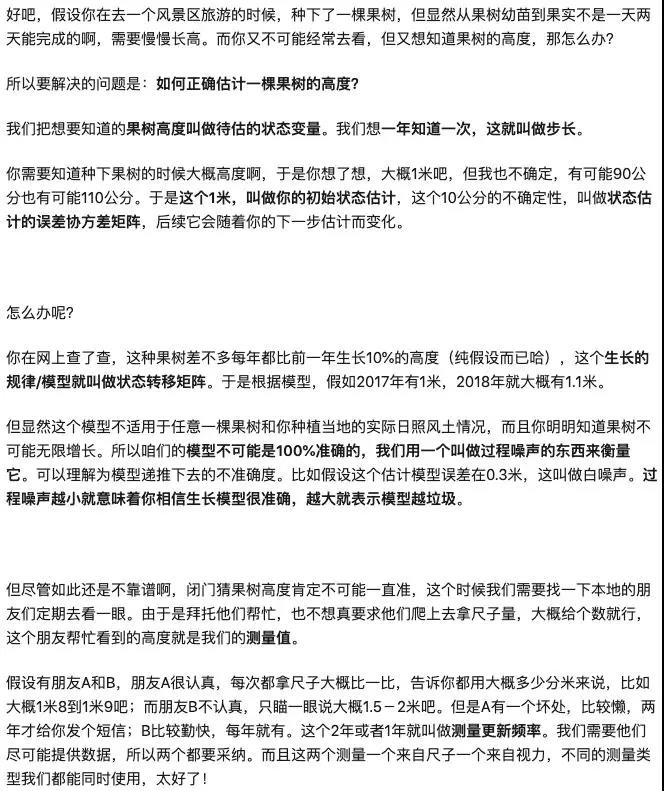 好吧，假设你在去一个风景区旅游的时候，种下了一棵果树，但显然从果树幼苗到果实不是一天两
天能完成的啊，需要慢慢长高。而你又不可能经常去看，但又想知道果树的高度，那怎么办？
所以要解决的问题是：如何正确估计一棵果树的高度？
我们把想要知道的果树高度叫做待估的状态变量。我们想一年知道一次，这就叫做步长。
你需要知道种下果树的时候大概高度啊，于是你想了想，大概1米吧，但我也不确定，有可能90公
分也有可能110公分。于是这个1米，叫做你的初始状态估计，这个10公分的不确定性，叫做状态估
计的误差协方差矩阵，后续它会随着你的下一步估计而变化。
怎么办呢？
你在网上查了查，这种果树差不多每年都比前一年生长10%的高度（纯假设而已哈），这个生长的
规律/模型就叫做状态转移矩阵。于是根据模型，假如2017年有1米，2018年就大概有1.1米。
但显然这个模型不适用于任意一棵果树和你种植当地的实际日照风土情况，而且你明明知道果树不
可能无限增长。所以咱们的模型不可能是100%准确的，我们用一个叫做过程噪声的东西来衡量
它。可以理解为模型递推下去的不准确度。比如假设这个估计模型误差在0.3米，这叫做白噪声。过
程噪声越小就意味着你相信生长模型很准确，越大就表示模型越垃圾。
但尽管如此还是不靠谱啊，闭门猜果树高度肯定不可能一直准，这个时候我们需要找一下本地的朋
友们定期去看一眼。由于是拜托他们帮忙，也不想真要求他们爬上去拿尺子量，大概给个数就行，
这个朋友帮忙看到的高度就是我们的测量值。
假设有朋友A和B，朋友A很认真，每次都拿尺子大概比一比，告诉你都用大概多少分米来说，比如
大概1米8到1米9吧；而朋友B不认真，只瞄一眼说大概1.5－2米吧。但是A有一个坏处，比较懒，两
年才给你发个短信；B比较勤快，每年就有。这个2年或者1年就叫做测量更新频率。我们需要他们
尽可能提供数据，所以两个都要采纳。而且这两个测量一个来自尺子一个来自视力，不同的测量类
型我们都能同时使用，太好了！